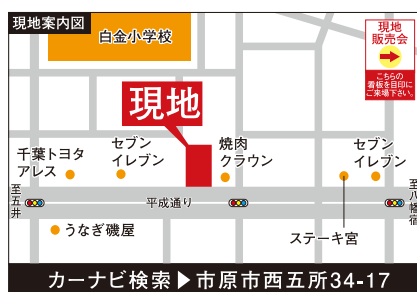 現地案内図
白金小学校
現地
販売会
こちらの
看板を目印に
ご来場下さい。
現地
千葉トヨタ
アレス
セブン
イレブン
焼肉
クラウン
セブン
イレブン
至五井
平成通り
至八幡宿
うなぎ磯屋
ステーキ宮
カーナビ検索▶市原市西五所34-17